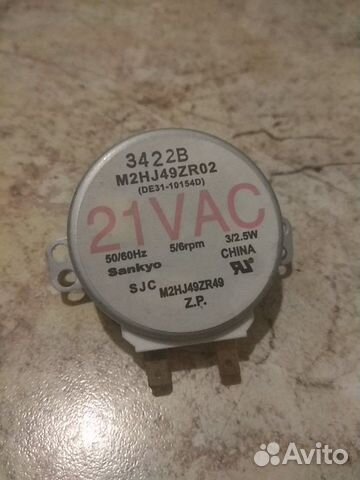 3422B
M2HJ49ZR02
(DE31-10154D)
21VAC
50/60Hz 5/6rpm 3/2.5W
Sankyo CHINA
SJC M2HJ49ZR49
Z.P.
Avito